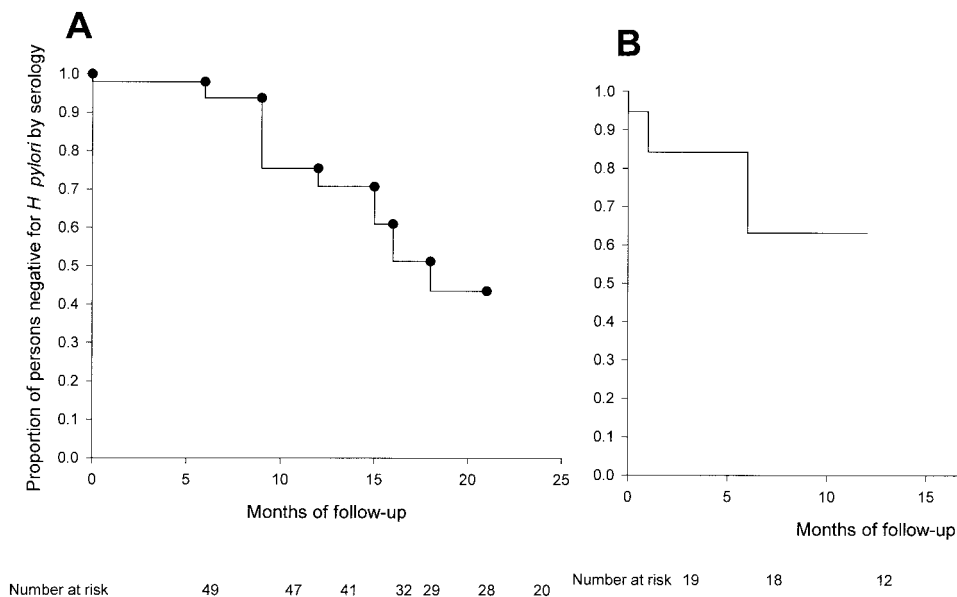 A
Proportion of persons negative for H pylori by serology
1.0
0.9
0.8
0.7
0.6
0.5
0.4
0.3
0.2
0.1
0.0
0 5 10 15 20 25
Months of follow-up
Number at risk 49 47 41 32 29 28 20
B
1.0
0.9
0.8
0.7
0.6
0.5
0.4
0.3
0.2
0.1
0.0
0 5 10 15
Months of follow-up
Number at risk 19 18 12